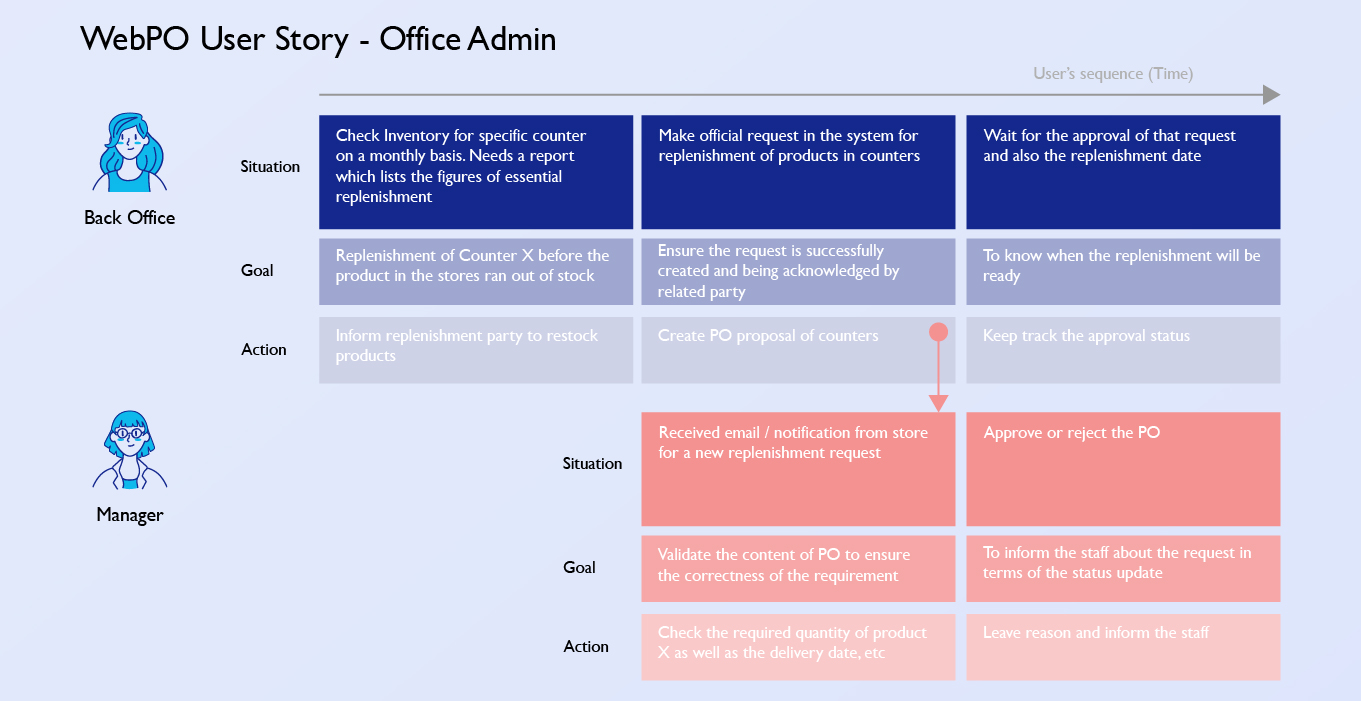 WebPO User Story - Office Admin
User's sequence (Time)
Back Office
Situation
Check Inventory for specific counter
on a monthly basis. Needs a report
which lists the figures of essential
replenishment
Make official request in the system for
replenishment of products in counters
Wait for the approval of that request
and also the replenishment date
Goal
Replenishment of Counter X before the
product in the stores ran out of stock
Ensure the request is successfully
created and being acknowledged by
related party
To know when the replenishment will be
ready
Action
Inform replenishment party to restock
products
Create PO proposal of counters
Keep track the approval status
Manager
Situation
Received email / notification from store
for a new replenishment request
Approve or reject the PO
Goal
Validate the content of PO to ensure
the correctness of the requirement
To inform the staff about the request in
terms of the status update
Action
Check the required quantity of product
X as well as the delivery date, etc
Leave reason and inform the staff